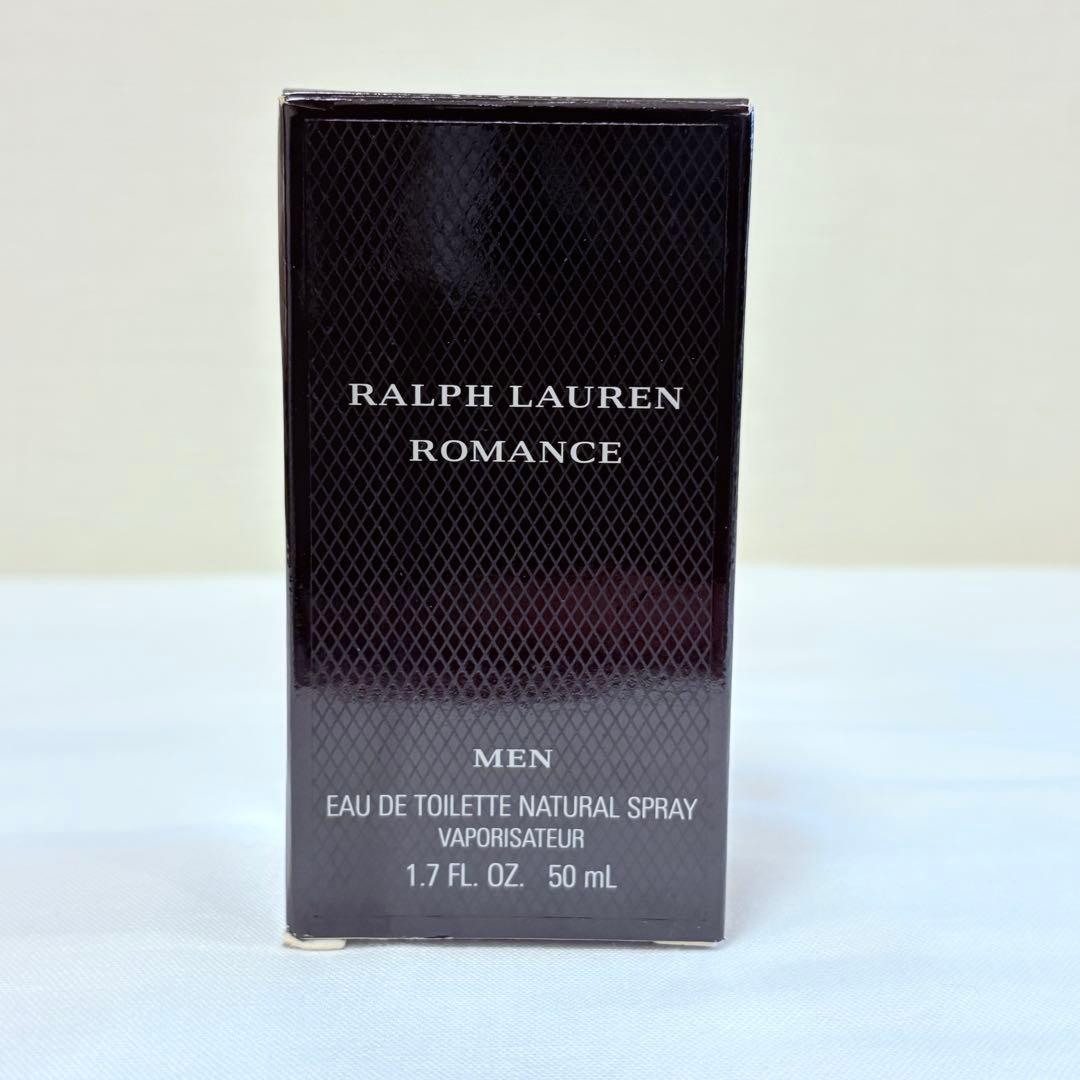 RALPH LAUREN
ROMANCE
MEN
EAU DE TOILETTE NATURAL SPRAY
VAPORISATEUR
1.7 FL. OZ. 50 mL